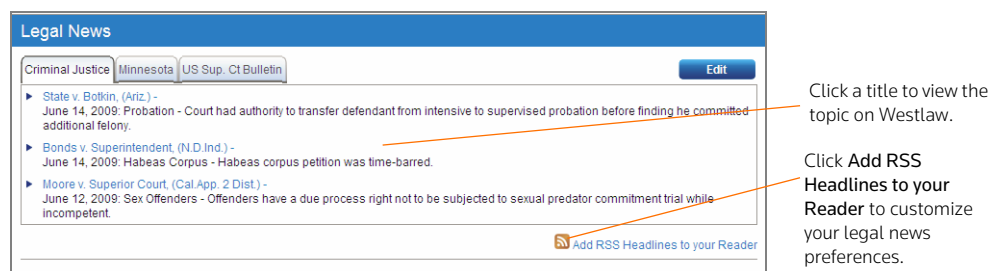 Legal News
Criminal Justice Minnesota US Sup. Ct Bulletin Edit
State v. Botkin, (Ariz.) -
June 14, 2009: Probation - Court had authority to transfer defendant from intensive to supervised probation before finding he committed
additional felony.
Bonds v. Superintendent, (N.D.Ind.) -
June 14, 2009: Habeas Corpus - Habeas corpus petition was time-barred.
Moore v. Superior Court, (Cal.App. 2 Dist.) -
June 12, 2009: Sex Offenders - Offenders have a due process right not to be subjected to sexual predator commitment trial while
incompetent.
Add RSS Headlines to your Reader
Click a title to view the
topic on Westlaw.
Click Add RSS
Headlines to your
Reader to customize
your legal news
preferences.